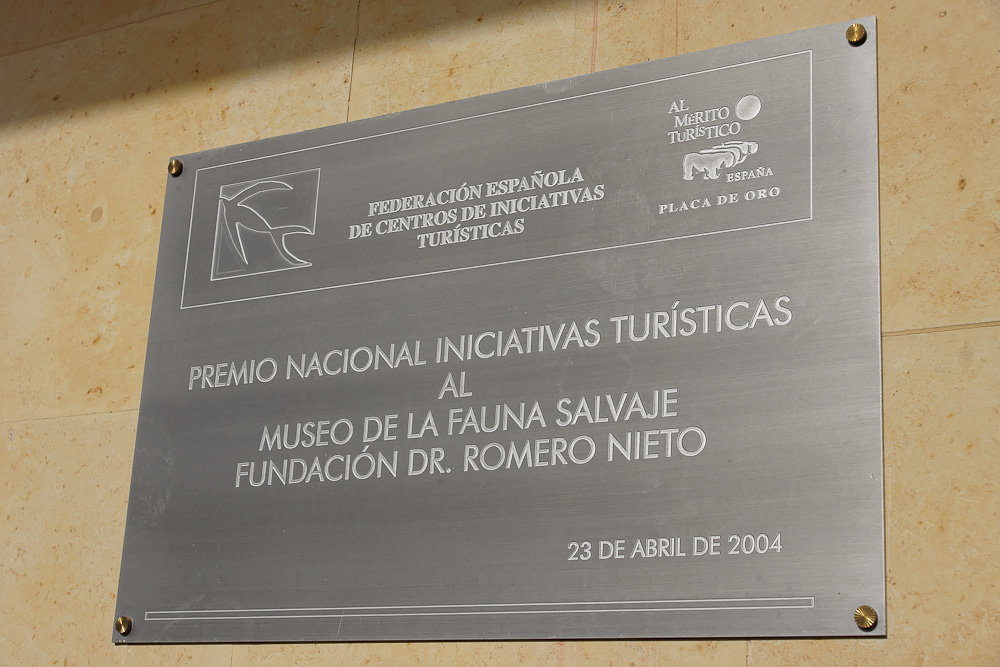 FEDERACIÓN ESPAÑOLA
DE CENTROS DE INICIATIVAS
TURÍSTICAS
AL
MÉRITO
TURÍSTICO
ESPAÑA
PLACA DE ORO
PREMIO NACIONAL INICIATIVAS TURÍSTICAS
AL
MUSEO DE LA FAUNA SALVAJE
FUNDACIÓN DR. ROMERO NIETO
23 DE ABRIL DE 2004